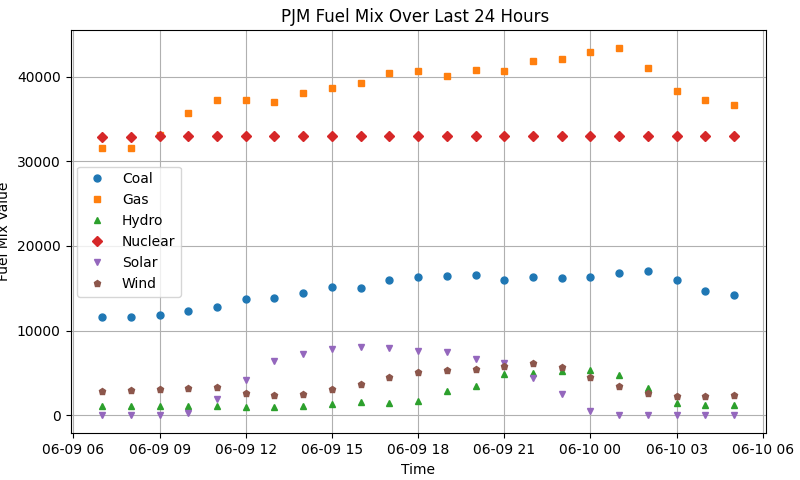 PJM Fuel Mix Over Last 24 Hours
40000
30000
20000
10000
0
Fuel Mix Value
Coal
Gas
Hydro
Nuclear
Solar
Wind
06-09 06 06-09 09 06-09 12 06-09 15 06-09 18 06-09 21 06-10 00 06-10 03 06-10 06
Time